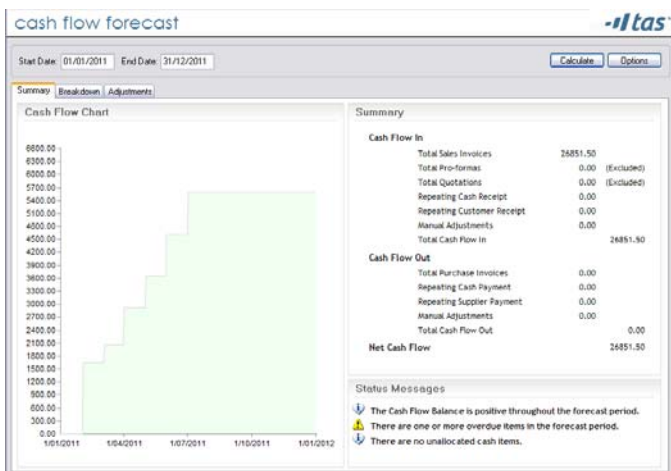 cash flow forecast
tas
Start Date: 01/01/2011 End Date: 31/12/2011 Calculate Options
Summary Breakdown Adjustments
Cash Flow Chart
6600.00
6300.00
6000.00
5700.00
5400.00
5100.00
4800.00
4500.00
4200.00
3900.00
3600.00
3300.00
3000.00
2700.00
2400.00
2100.00
1800.00
1500.00
1200.00
900.00
600.00
300.00
0.00
1/01/2011 1/04/2011 1/07/2011 1/10/2011 1/01/2012
Summary
Cash Flow In
Total Sales Invoices 26851.50
Total Pro-formas 0.00 (Excluded)
Total Quotations 0.00 (Excluded)
Repeating Cash Receipt 0.00
Repeating Customer Receipt 0.00
Manual Adjustments 0.00
Total Cash Flow In 26851.50
Cash Flow Out
Total Purchase Invoices 0.00
Repeating Cash Payment 0.00
Repeating Supplier Payment 0.00
Manual Adjustments 0.00
Total Cash Flow Out 0.00
Net Cash Flow 26851.50
Status Messages
The Cash Flow Balance is positive throughout the forecast period.
There are one or more overdue items in the forecast period.
There are no unallocated cash items.